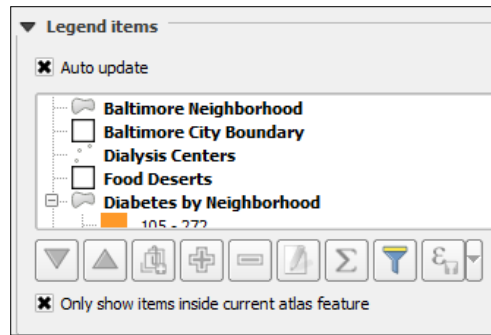 Legend items
Auto update
Baltimore Neighborhood
Baltimore City Boundary
Dialysis Centers
Food Deserts
Diabetes by Neighborhood
105 - 272
Σ ε
Only show items inside current atlas feature